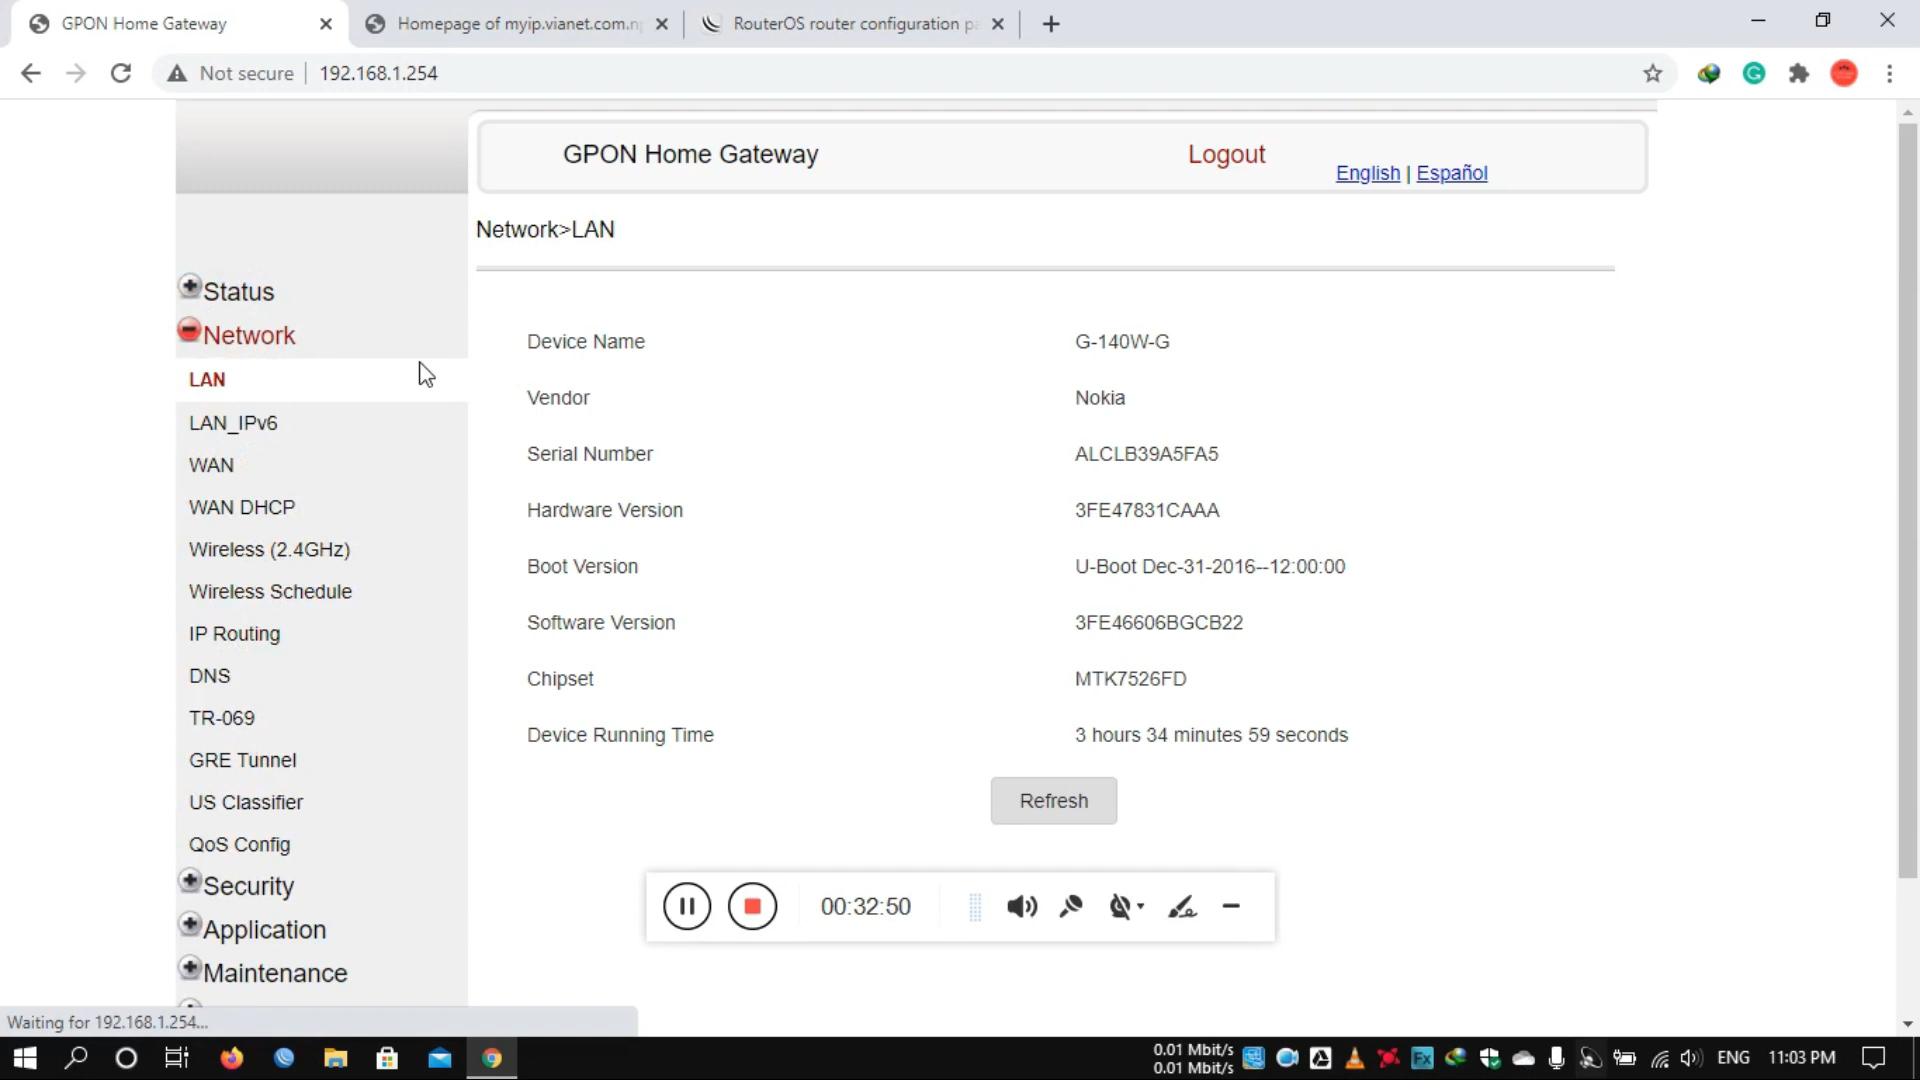 GPON Home Gateway
Homepage of myip.vianet.com.n
RouterOS router configuration pa
Not secure
192.168.1.254
GPON Home Gateway
Logout
English | Español
Network>LAN
Status
Network
LAN
LAN_IPv6
WAN
WAN DHCP
Wireless (2.4GHz)
Wireless Schedule
IP Routing
DNS
TR-069
GRE Tunnel
US Classifier
QoS Config
Security
Application
Maintenance
Device Name G-140W-G
Vendor Nokia
Serial Number ALCLB39A5FA5
Hardware Version 3FE47831CAAA
Boot Version U-Boot Dec-31-2016--12:00:00
Software Version 3FE46606BGCB22
Chipset MTK7526FD
Device Running Time 3 hours 34 minutes 59 seconds
Refresh
00:32:50
Waiting for 192.168.1.254...
0.01 Mbit/s
0.01 Mbit/s
Fx
ENG
11:03 PM